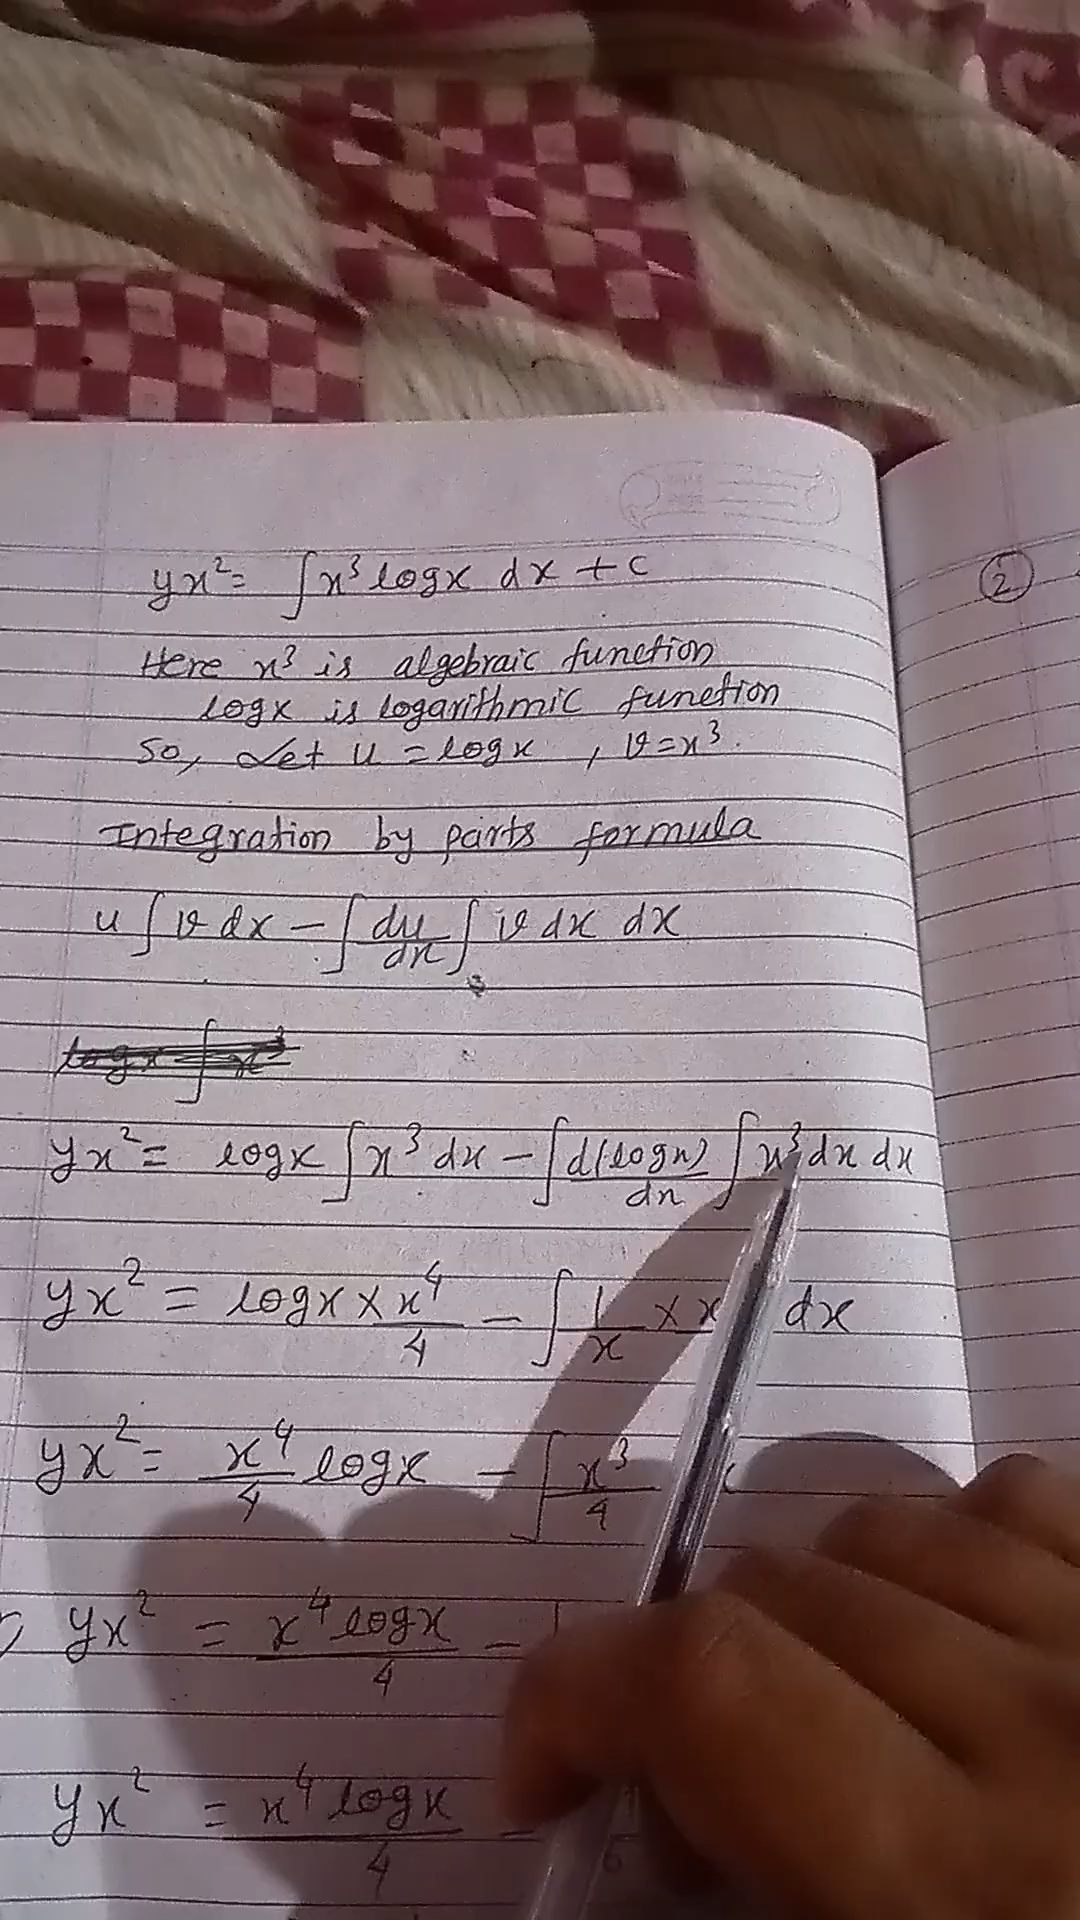 yx² = ∫x³ logx dx + c
②
Here x³ is algebraic function
logx is logarithmic function
So, Let u = logx , v = x³.
Integration by parts formula
u ∫ v dx − ∫ du/dx ∫ v dx dx
yx² = logx ∫ x³ dx − ∫ d(logx)/dx ∫ x³ dx dx
yx² = logx × x⁴/4 − ∫ 1/x × x dx
yx² = x⁴/4 logx − ∫ x³/4
yx² = x⁴ logx/4 −
yx² = x⁴ logx/4 −